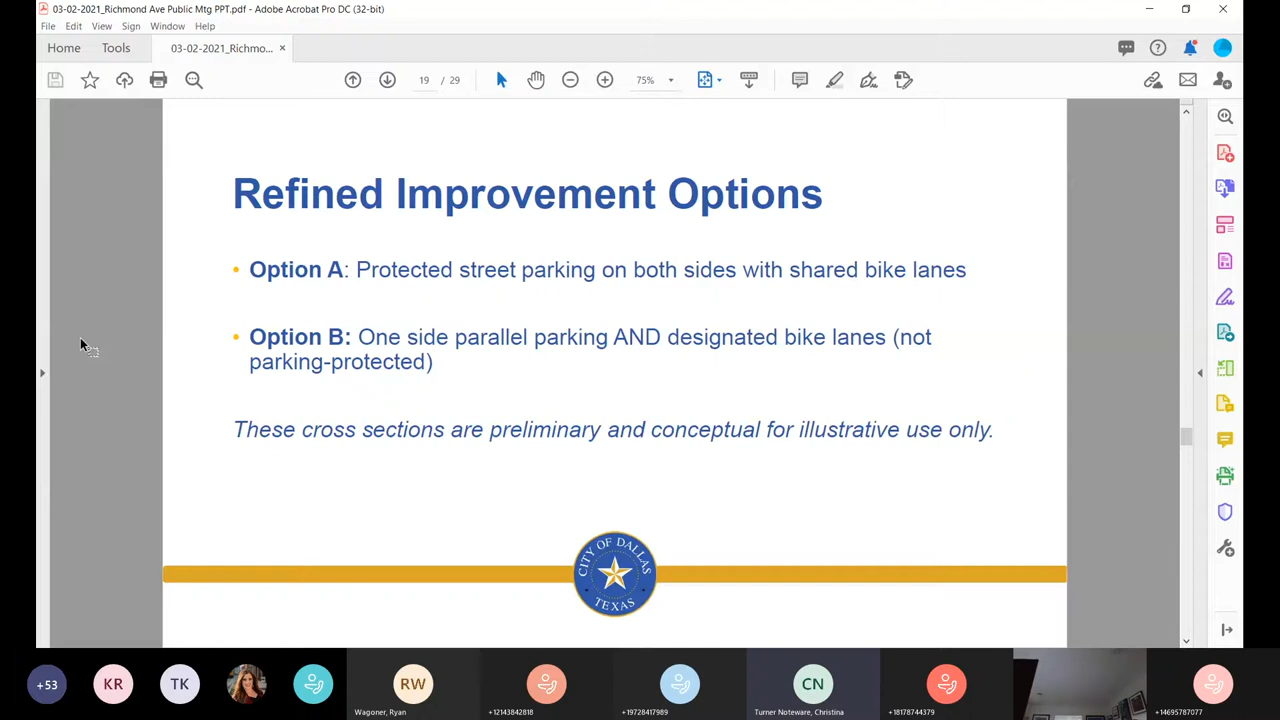 03-02-2021_Richmond Ave Public Mtg PPT.pdf - Adobe Acrobat Pro DC (32-bit)
File Edit View Sign Window Help
Home Tools 03-02-2021_Richmo... ×
19 / 29 75%
Refined Improvement Options
• Option A: Protected street parking on both sides with shared bike lanes
• Option B: One side parallel parking AND designated bike lanes (not
parking-protected)
These cross sections are preliminary and conceptual for illustrative use only.
CITY OF DALLAS
TEXAS
+53 KR TK RW CN
Wagoner, Ryan +12143842818 +19728417989 Turner Noteware, Christina +18178744379 +14695787077